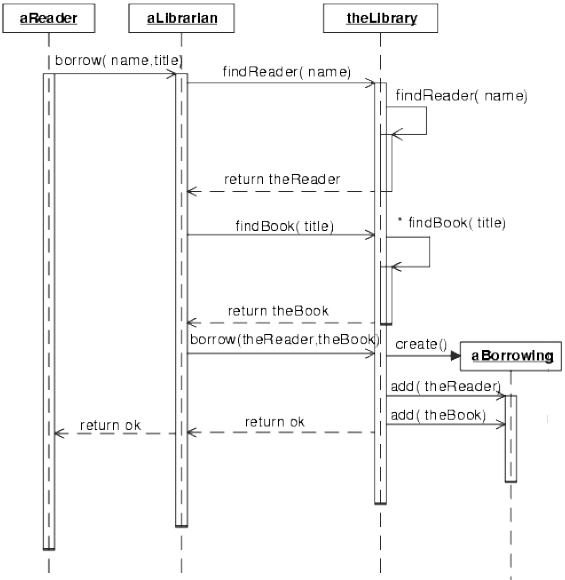 aReader
aLibrarian
theLibrary
borrow( name,title)
findReader( name)
findReader( name)
return theReader
* findBook( title)
findBook( title)
return theBook
borrow(theReader,theBook)
create()
aBorrowing
add( theReader)
add( theBook)
return ok
return ok